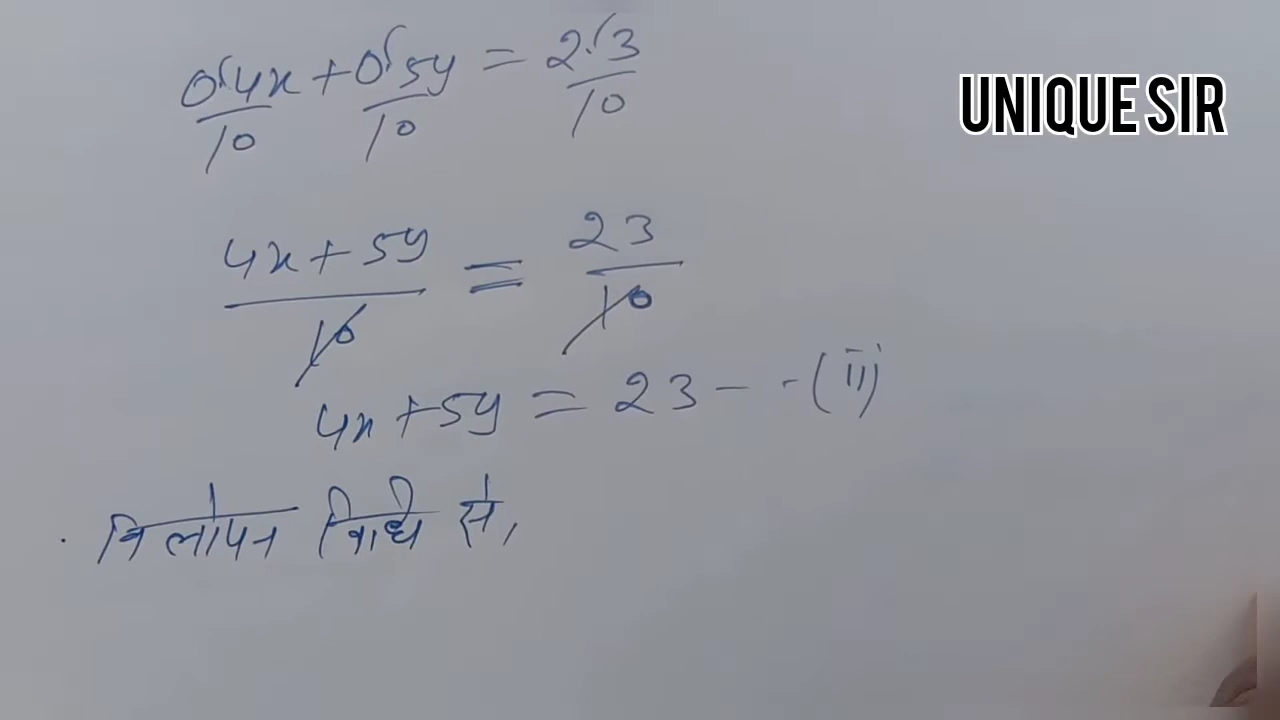 0.4x + 0.5y = 2.3
10 10 10
UNIQUE SIR
4x + 5y = 23
10 10
4x + 5y = 23 - - (ii)
विलोपन विधि से,